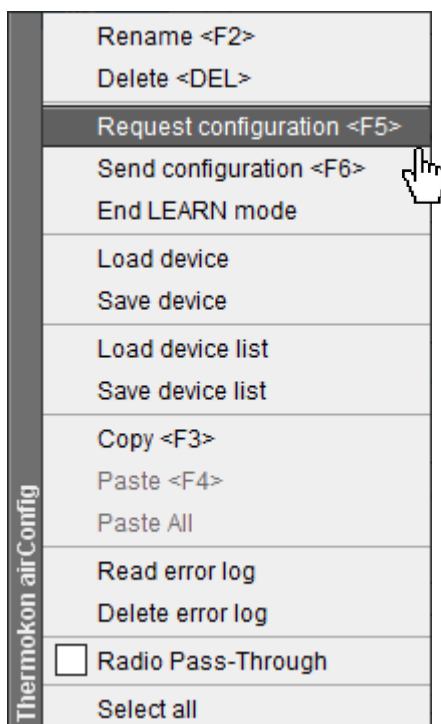 Rename <F2>
Delete <DEL>
Request configuration <F5>
Send configuration <F6>
End LEARN mode
Load device
Save device
Load device list
Save device list
Copy <F3>
Paste <F4>
Paste All
Read error log
Delete error log
Radio Pass-Through
Select all
Thermokon airConfig